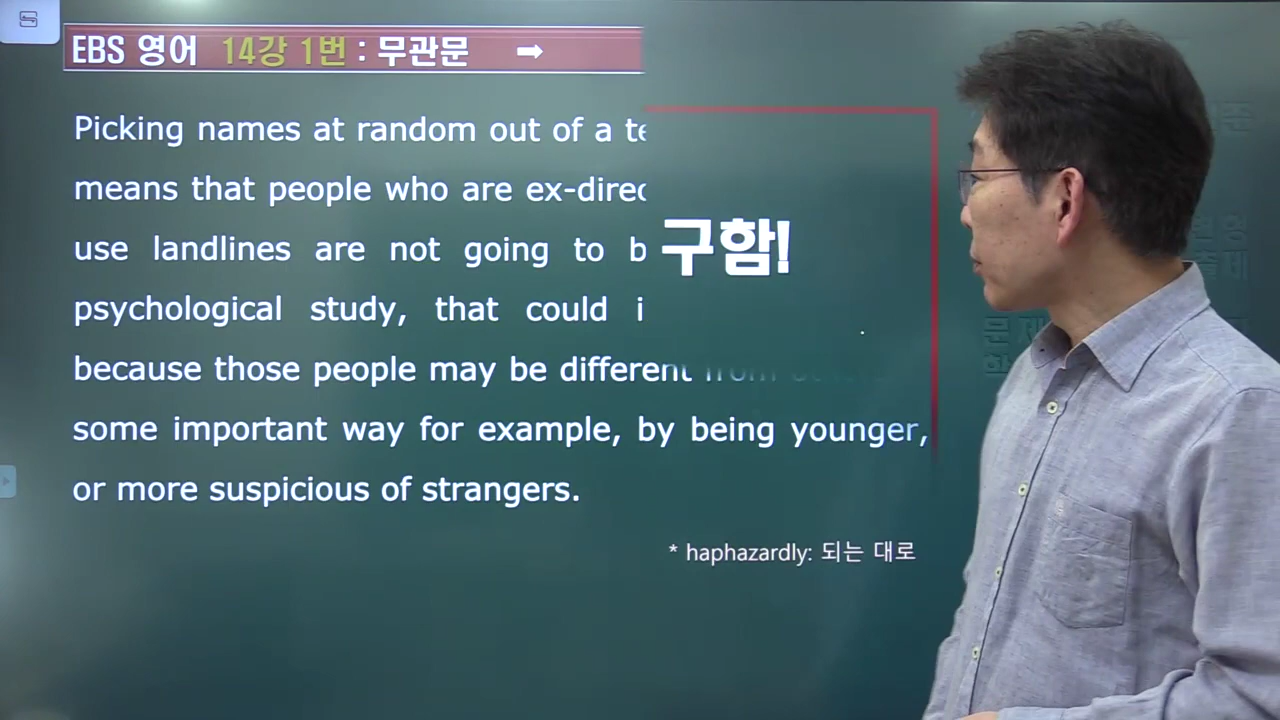 EBS 영어 14강 1번 : 무관문 ➡
Picking names at random out of a
means that people who are
use landlines are not going to
구함!
psychological study, that could
because those people may be different from
some important way for example, by being younger,
or more suspicious of strangers.
* haphazardly: 되는 대로